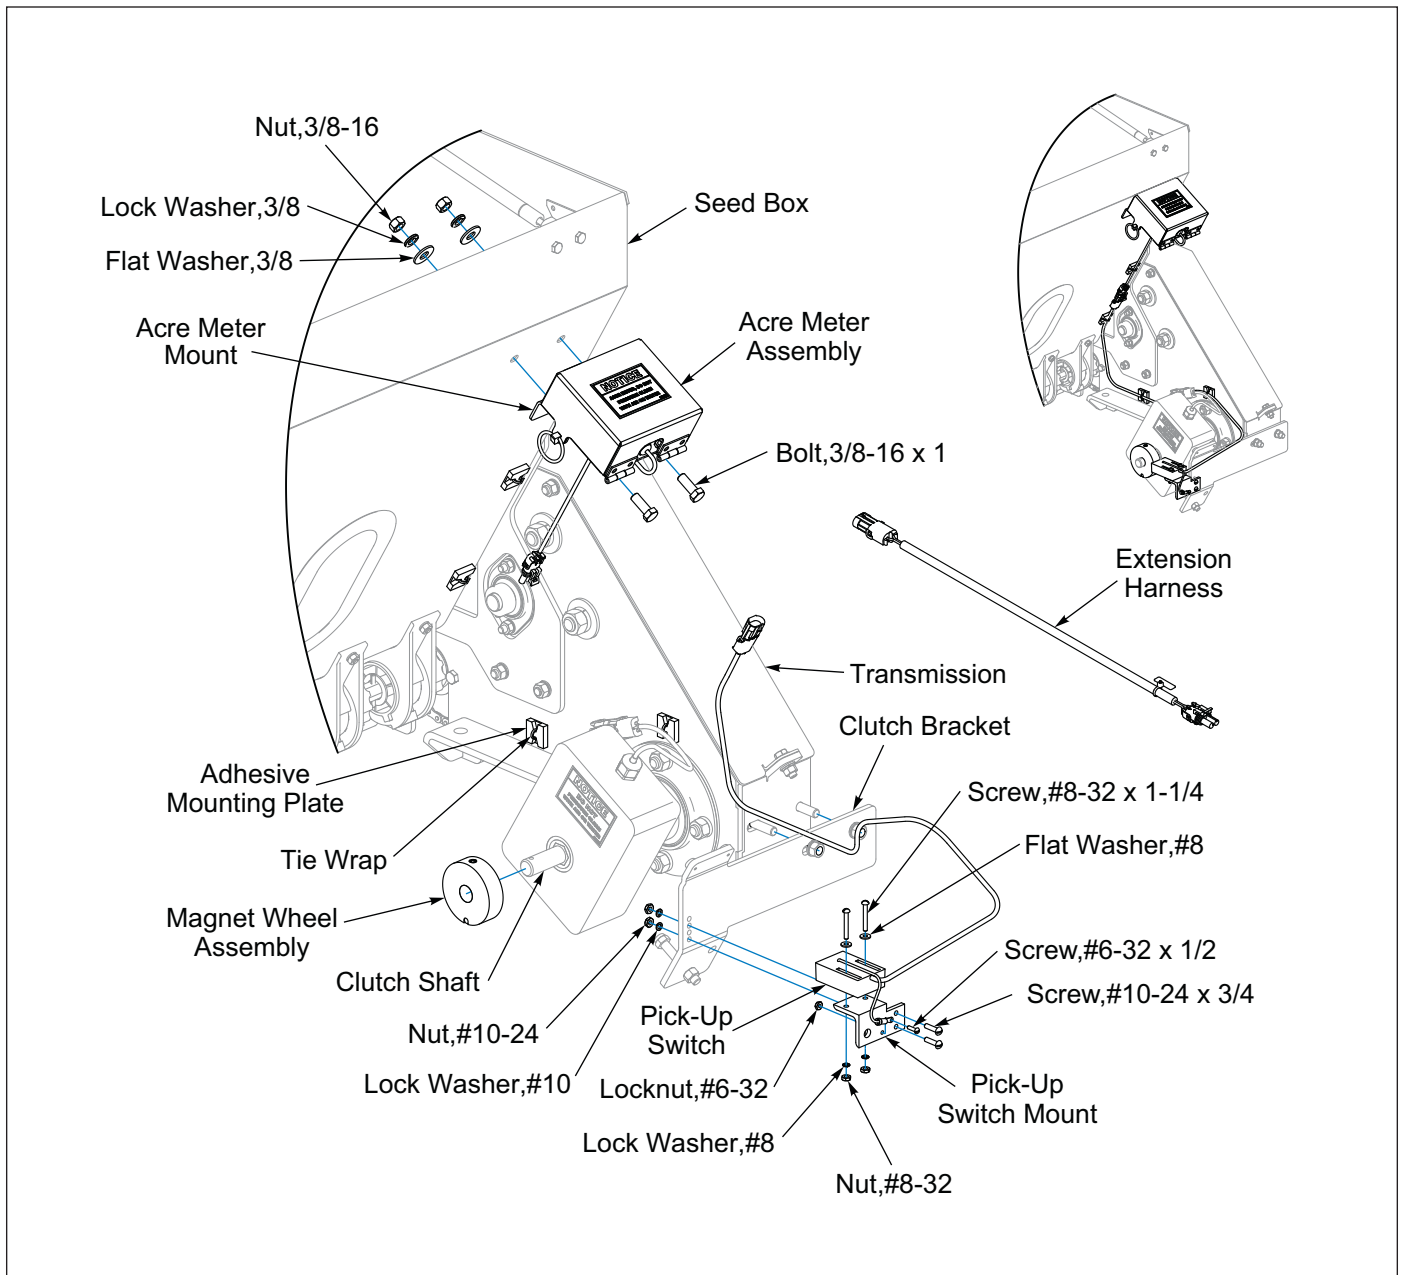 Nut,3/8-16
Lock Washer,3/8
Flat Washer,3/8
Seed Box
Acre Meter
Mount
Acre Meter
Assembly
NOTICE
Bolt,3/8-16 x 1
Extension
Harness
Transmission
Clutch Bracket
Adhesive
Mounting Plate
Screw,#8-32 x 1-1/4
Flat Washer,#8
Tie Wrap
NOTICE
Magnet Wheel
Assembly
Clutch Shaft
Screw,#6-32 x 1/2
Screw,#10-24 x 3/4
Nut,#10-24
Pick-Up
Switch
Lock Washer,#10
Locknut,#6-32
Pick-Up
Switch Mount
Lock Washer,#8
Nut,#8-32